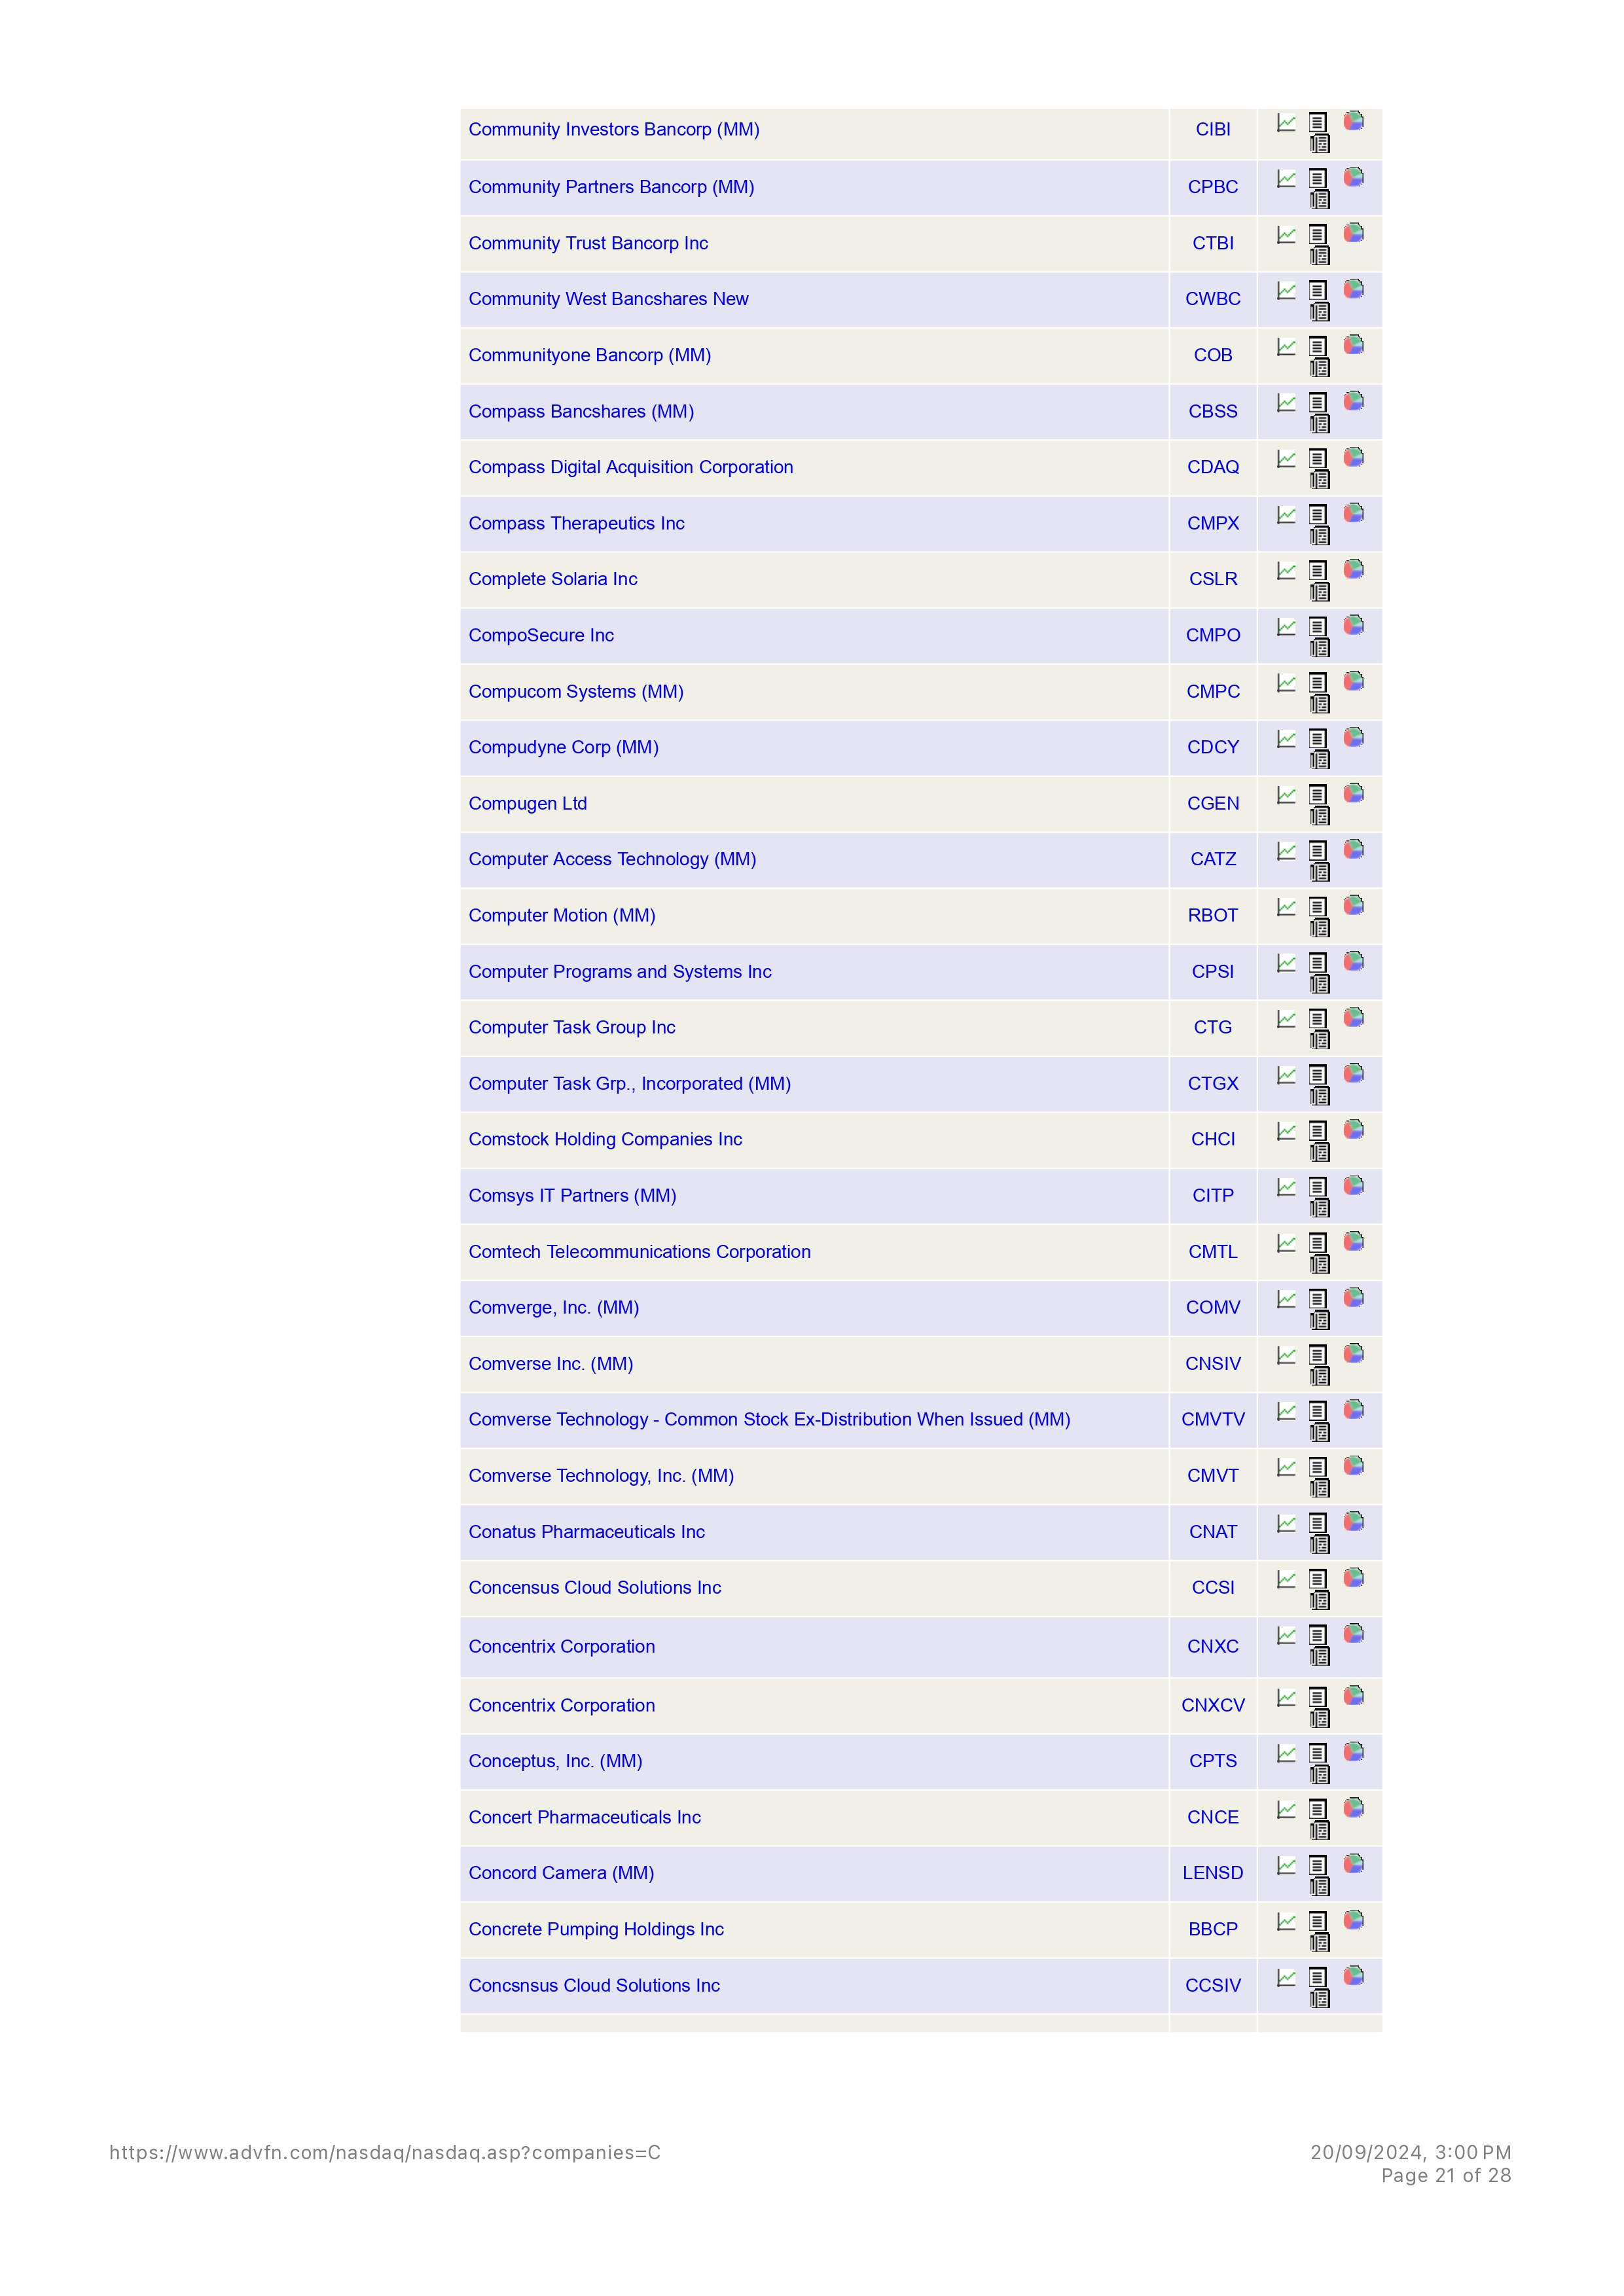 Community Investors Bancorp (MM) CIBI
Community Partners Bancorp (MM) CPBC
Community Trust Bancorp Inc CTBI
Community West Bancshares New CWBC
Communityone Bancorp (MM) COB
Compass Bancshares (MM) CBSS
Compass Digital Acquisition Corporation CDAQ
Compass Therapeutics Inc CMPX
Complete Solaria Inc CSLR
CompoSecure Inc CMPO
Compucom Systems (MM) CMPC
Compudyne Corp (MM) CDCY
Compugen Ltd CGEN
Computer Access Technology (MM) CATZ
Computer Motion (MM) RBOT
Computer Programs and Systems Inc CPSI
Computer Task Group Inc CTG
Computer Task Grp., Incorporated (MM) CTGX
Comstock Holding Companies Inc CHCI
Comsys IT Partners (MM) CITP
Comtech Telecommunications Corporation CMTL
Comverge, Inc. (MM) COMV
Comverse Inc. (MM) CNSIV
Comverse Technology - Common Stock Ex-Distribution When Issued (MM) CMVTV
Comverse Technology, Inc. (MM) CMVT
Conatus Pharmaceuticals Inc CNAT
Concensus Cloud Solutions Inc CCSI
Concentrix Corporation CNXC
Concentrix Corporation CNXCV
Conceptus, Inc. (MM) CPTS
Concert Pharmaceuticals Inc CNCE
Concord Camera (MM) LENSD
Concrete Pumping Holdings Inc BBCP
Concsnsus Cloud Solutions Inc CCSIV
https://www.advfn.com/nasdaq/nasdaq.asp?companies=C 20/09/2024, 3:00 PM
Page 21 of 28